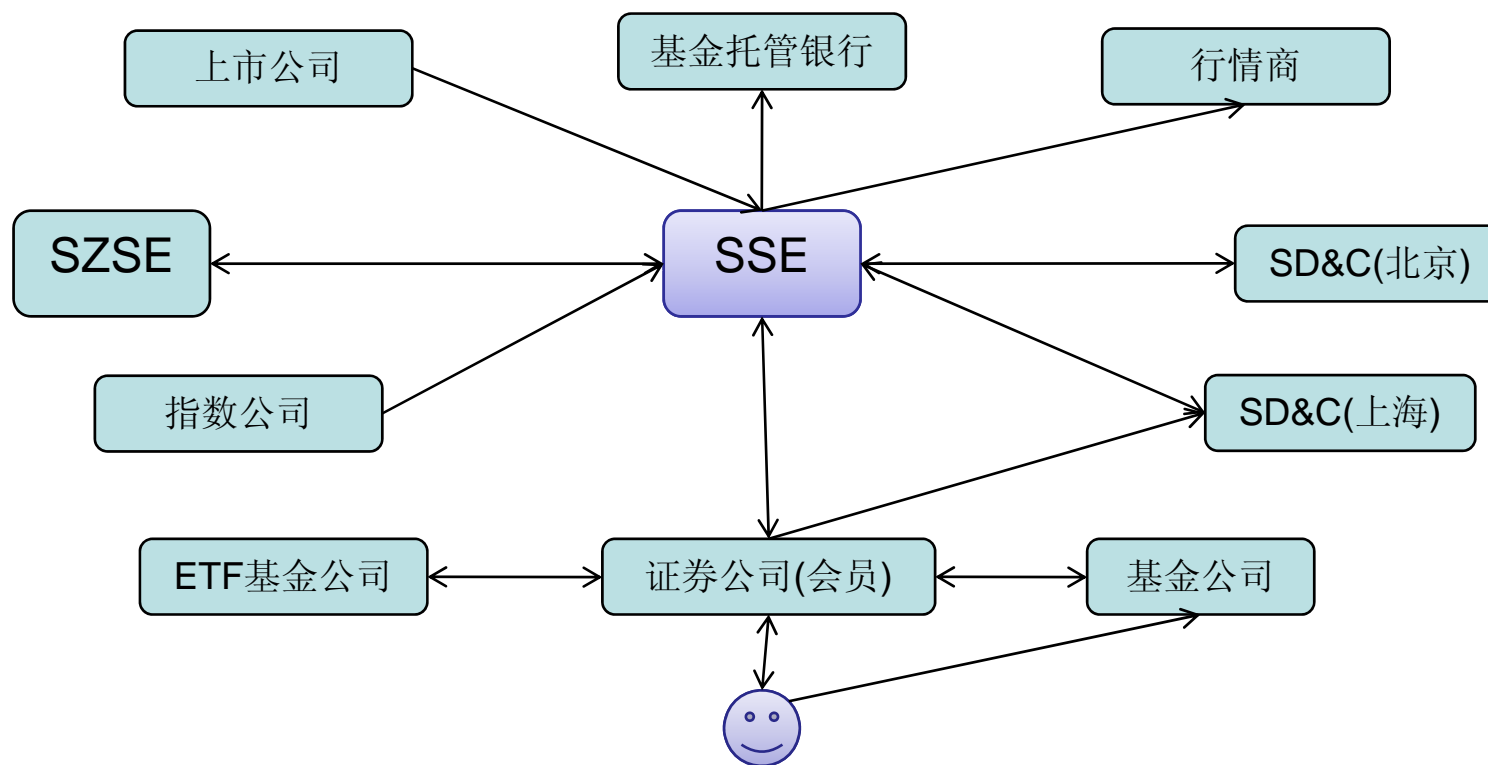 上市公司
基金托管银行
行情商
SZSE
SSE
SD&C(北京)
指数公司
SD&C(上海)
ETF基金公司
证券公司(会员)
基金公司